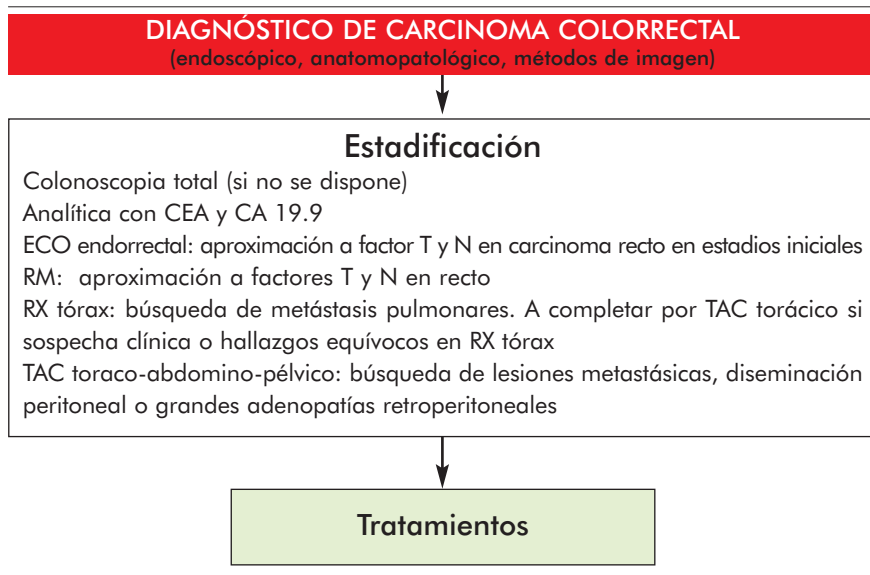 DIAGNÓSTICO DE CARCINOMA COLORRECTAL
(endoscópico, anatomopatológico, métodos de imagen)
Estadificación
Colonoscopia total (si no se dispone)
Analítica con CEA y CA 19.9
ECO endorrectal: aproximación a factor T y N en carcinoma recto en estadios iniciales
RM: aproximación a factores T y N en recto
RX tórax: búsqueda de metástasis pulmonares. A completar por TAC torácico si
sospecha clínica o hallazgos equívocos en RX tórax
TAC toraco-abdomino-pélvico: búsqueda de lesiones metastásicas, diseminación
peritoneal o grandes adenopatías retroperitoneales
Tratamientos